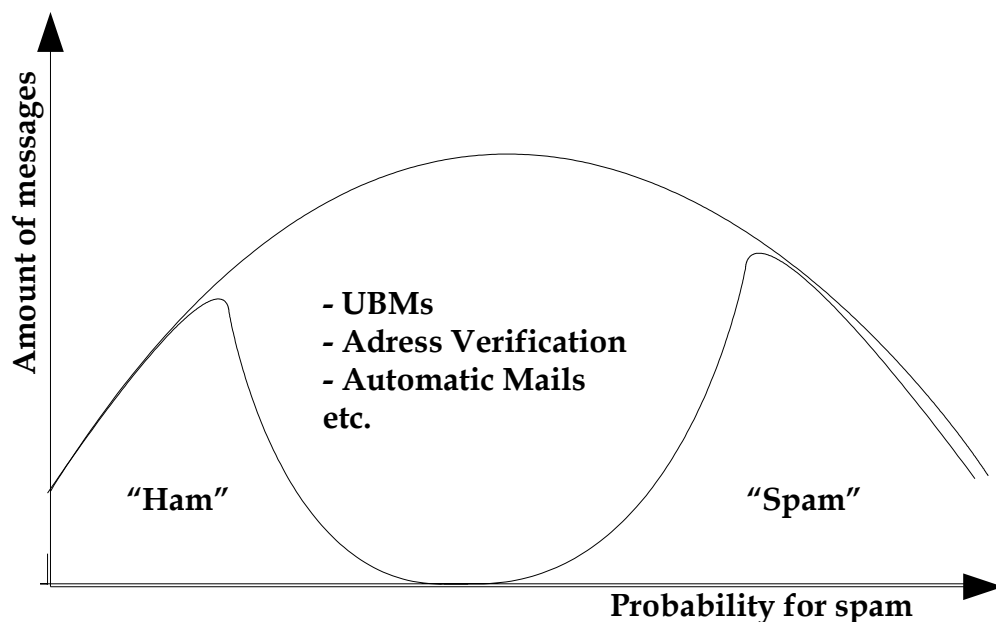 Amount of messages
- UBMs
- Adress Verification
- Automatic Mails
etc.
“Ham”
“Spam”
Probability for spam